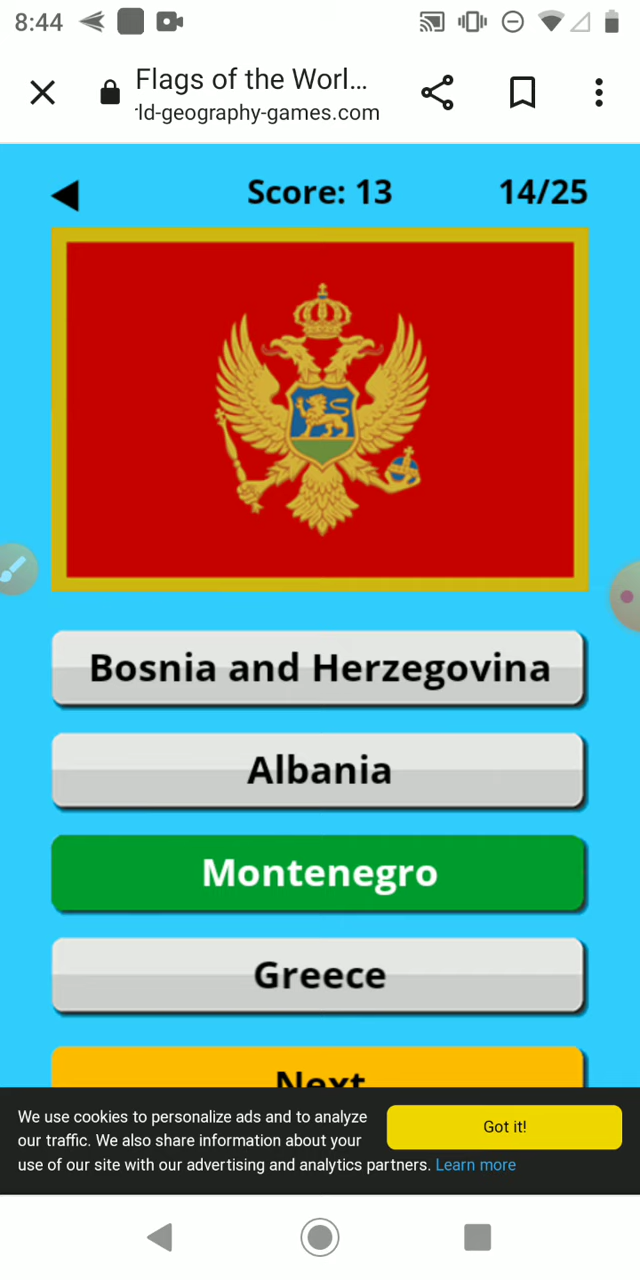 8:44
Flags of the Worl...
rld-geography-games.com
Score: 13
14/25
Bosnia and Herzegovina
Albania
Montenegro
Greece
Next
We use cookies to personalize ads and to analyze
our traffic. We also share information about your
use of our site with our advertising and analytics partners. Learn more
Got it!